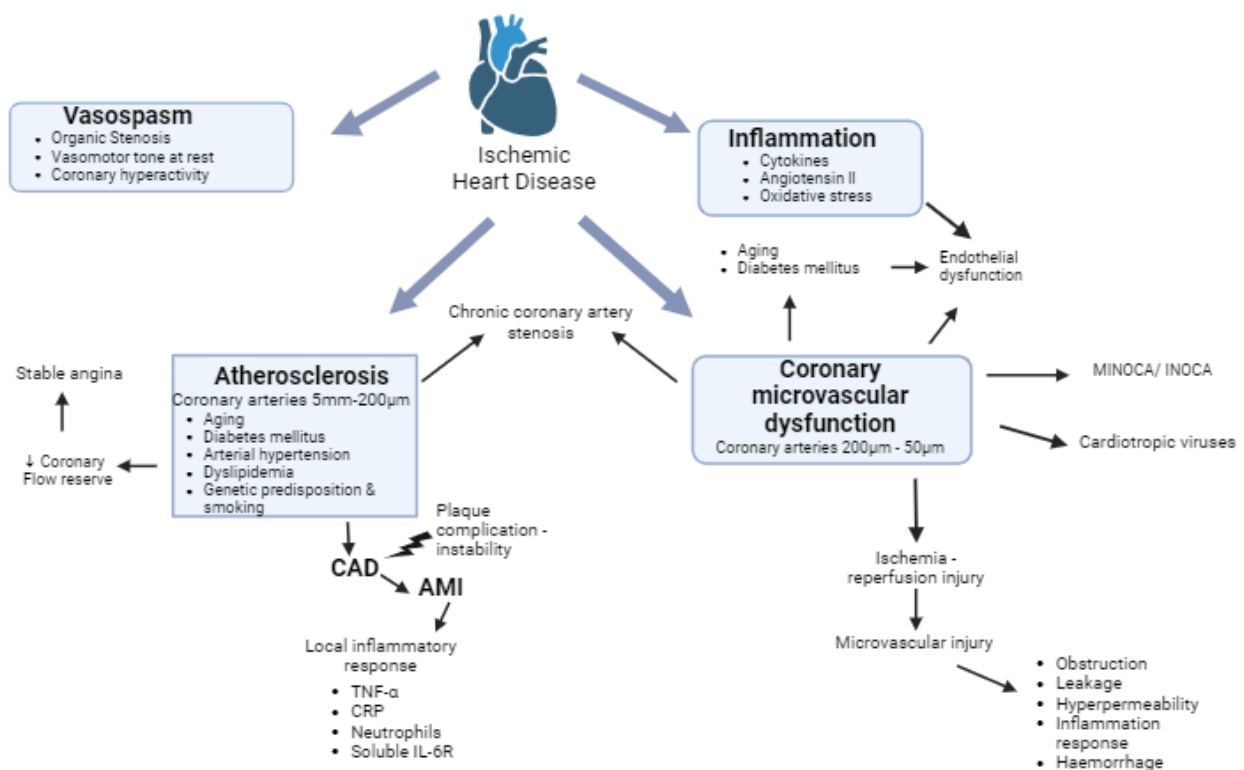 Ischemic
Heart Disease
Vasospasm
• Organic Stenosis
• Vasomotor tone at rest
• Coronary hyperactivity
Inflammation
• Cytokines
• Angiotensin II
• Oxidative stress
• Aging
• Diabetes mellitus
Endothelial
dysfunction
Chronic coronary artery
stenosis
Stable angina
↓ Coronary
Flow reserve
Atherosclerosis
Coronary arteries 5mm-200µm
• Aging
• Diabetes mellitus
• Arterial hypertension
• Dyslipidemia
• Genetic predisposition &
smoking
Coronary
microvascular
dysfunction
Coronary arteries 200µm - 50µm
MINOCA/ INOCA
Cardiotropic viruses
Plaque
complication -
instability
CAD
AMI
Local inflammatory
response
• TNF-α
• CRP
• Neutrophils
• Soluble IL-6R
Ischemia -
reperfusion injury
Microvascular injury
• Obstruction
• Leakage
• Hyperpermeability
• Inflammation
response
• Haemorrhage